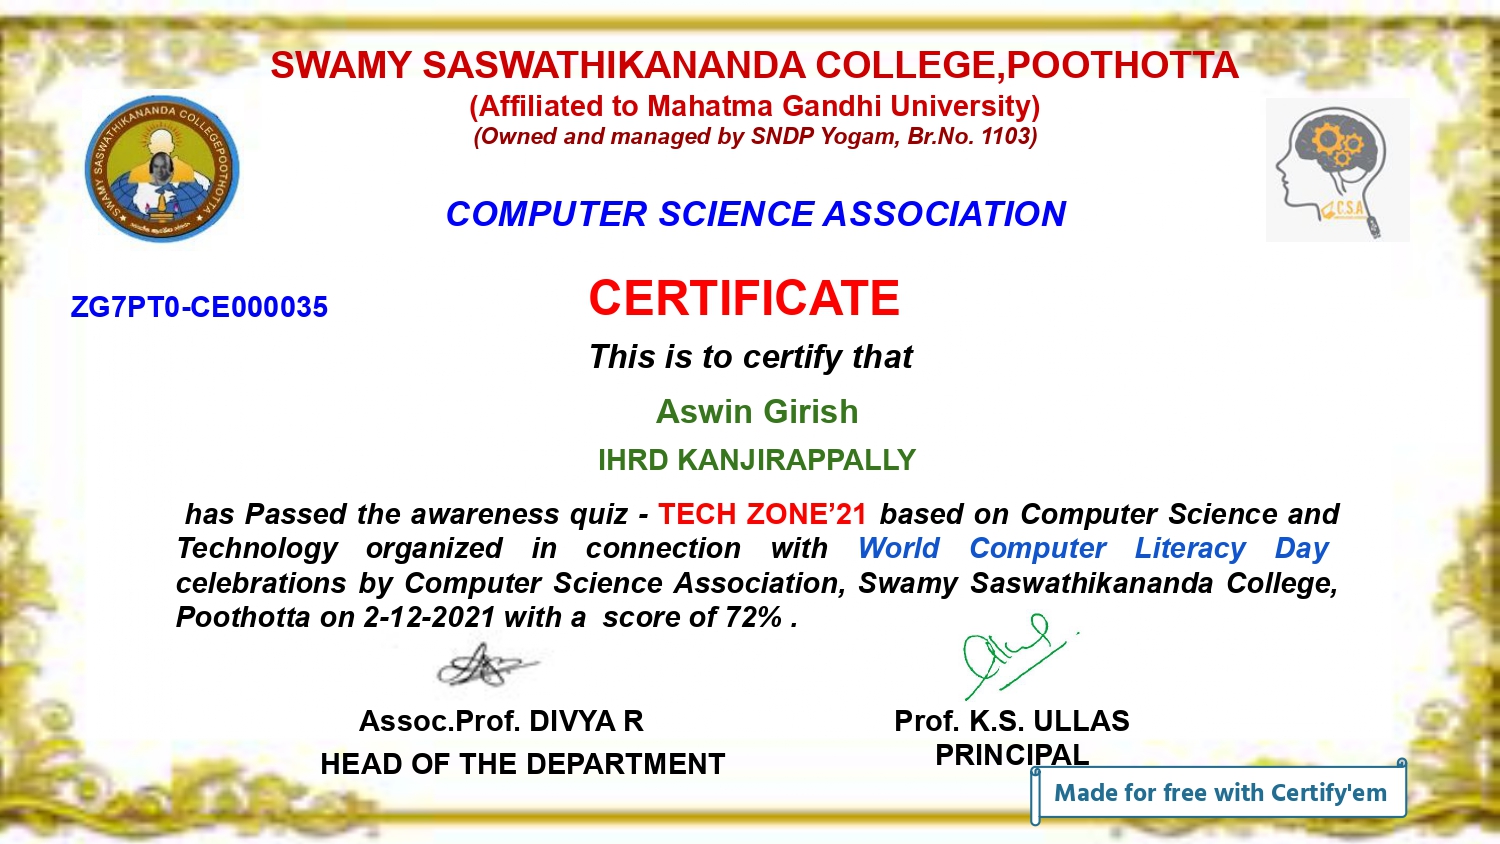 SWAMY SASWATHIKANANDA COLLEGE,POOTHOTTA
(Affiliated to Mahatma Gandhi University)
(Owned and managed by SNDP Yogam, Br.No. 1103)
SWAMY SASWATHIKANANDA COLLEGE POOTHOTTA
C.S.A
COMPUTER SCIENCE ASSOCIATION
ZG7PT0-CE000035
CERTIFICATE
This is to certify that
Aswin Girish
IHRD KANJIRAPPALLY
has Passed the awareness quiz - TECH ZONE’21 based on Computer Science and
Technology organized in connection with World Computer Literacy Day
celebrations by Computer Science Association, Swamy Saswathikananda College,
Poothotta on 2-12-2021 with a score of 72% .
Assoc.Prof. DIVYA R
HEAD OF THE DEPARTMENT
Prof. K.S. ULLAS
PRINCIPAL
Made for free with Certify'em